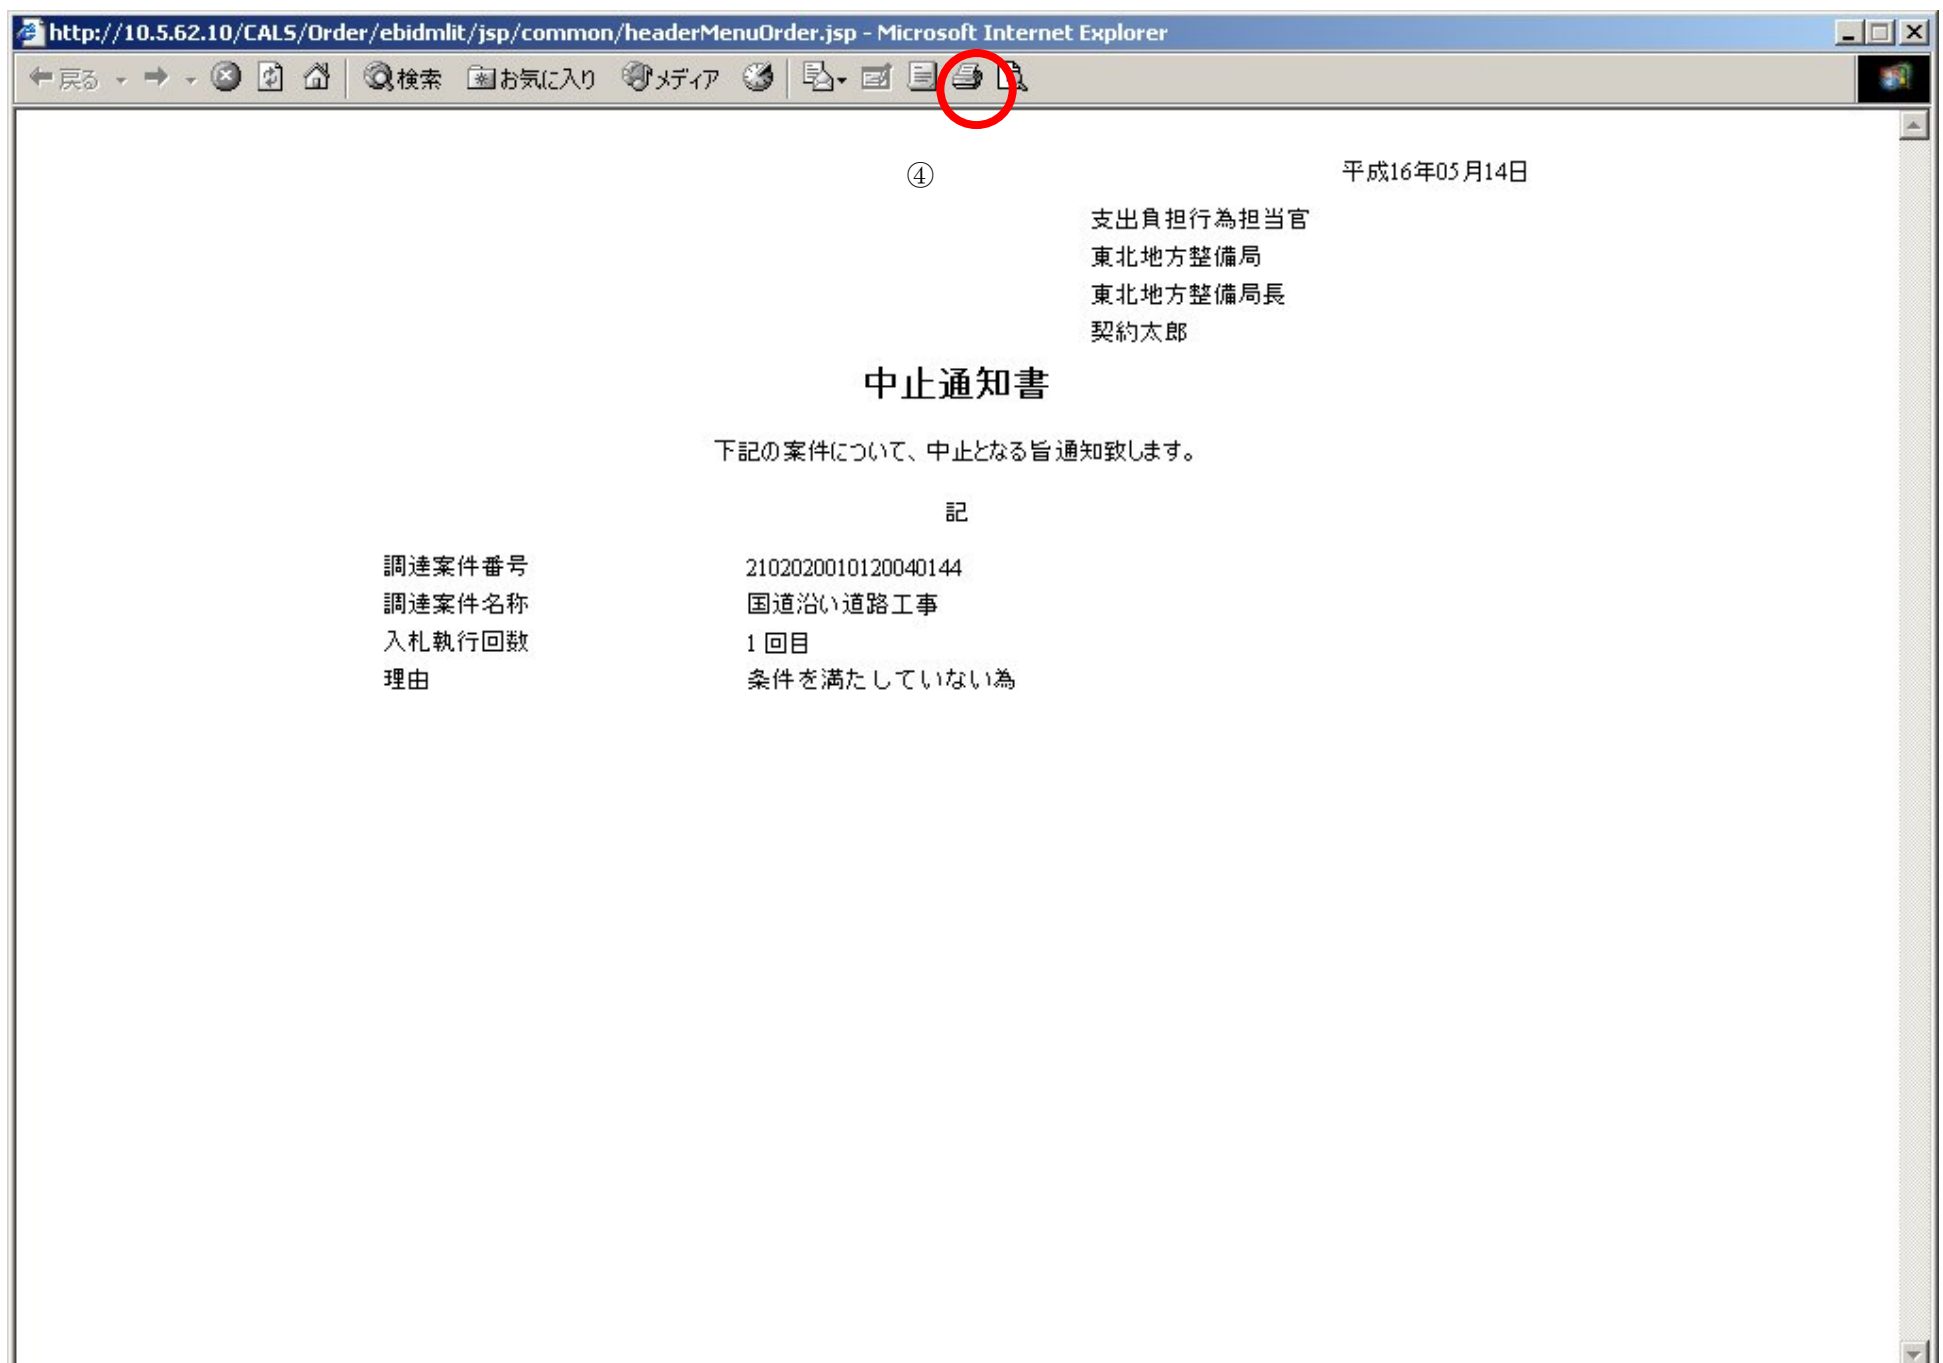 http://10.5.62.10/CALS/Order/ebidmlit/jsp/common/headerMenuOrder.jsp - Microsoft Internet Explorer
戻る 検索 お気に入り メディア
④
平成16年05月14日
支出負担行為担当官
東北地方整備局
東北地方整備局長
契約太郎
中止通知書
下記の案件について、中止となる旨通知致します。
記
調達案件番号 2102020010120040144
調達案件名称 国道沿い道路工事
入札執行回数 1 回目
理由 条件を満たしていない為